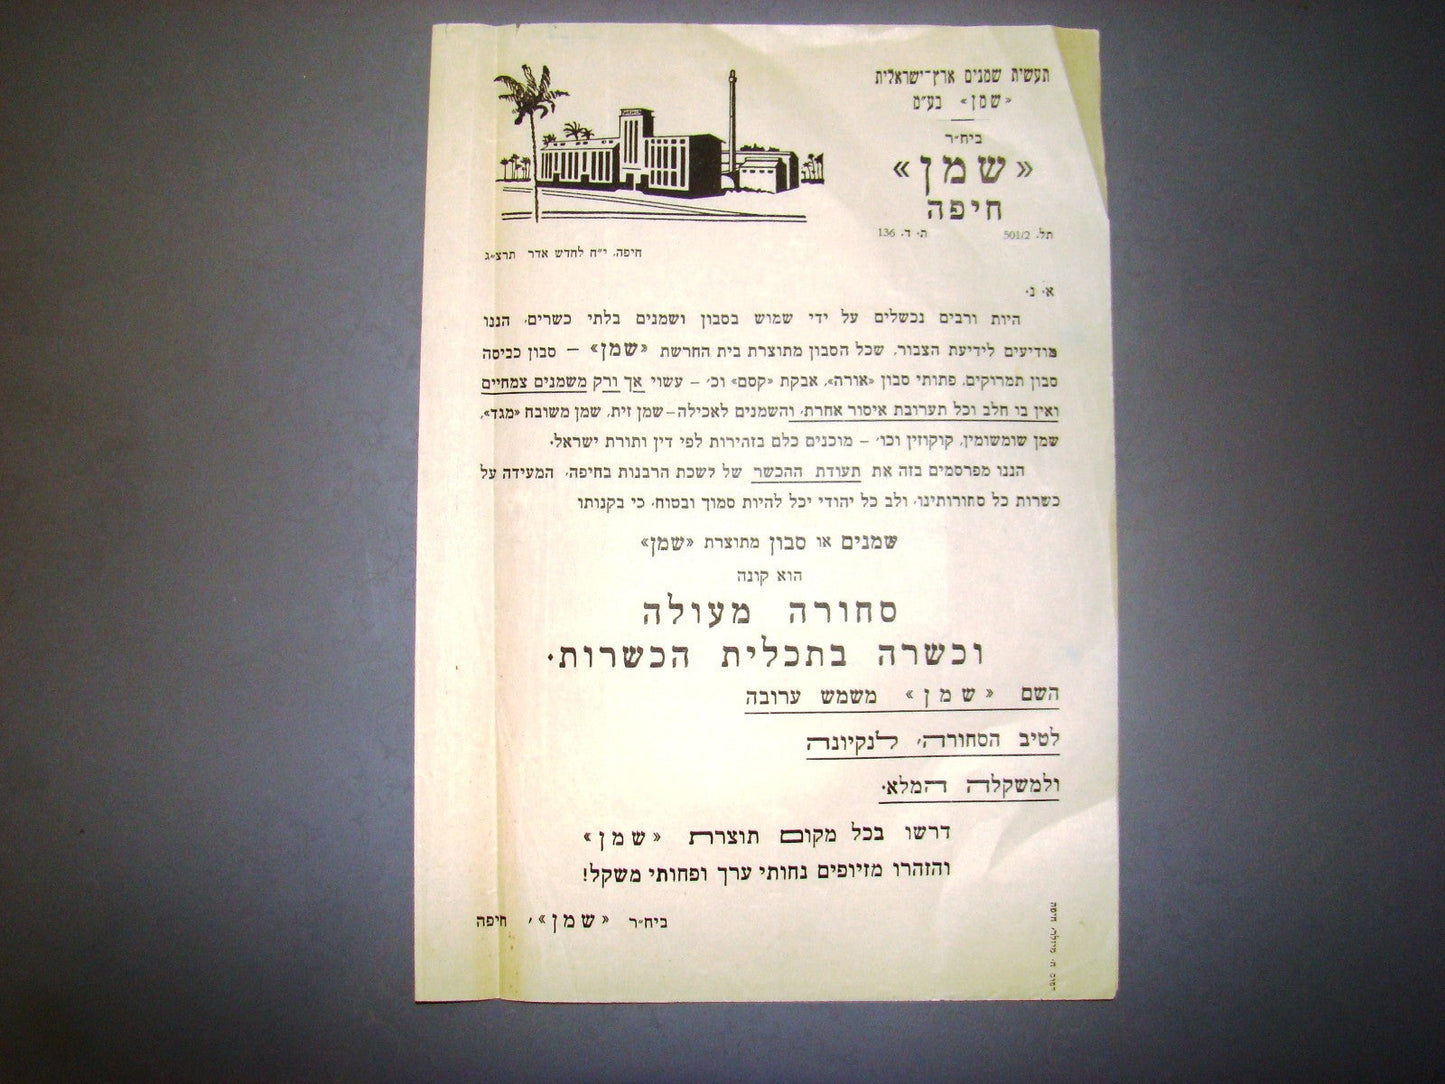 תעשית שמנים ארץ־ישראלית
«שמן» בע״מ
ביח״ר
«שמן»
חיפה
תל. 501/2 ת. ד. 136
חיפה, י״ח לחדש אדר תרצ״ג
א. נ.
היות ורבים נכשלים על ידי שמוש בסבון ושמנים בלתי כשרים, הננו
מודיעים לידיעת הצבור, שכל הסבון מתוצרת בית החרשת «שמן» – סבון כביסה
סבון תמרוקים, פתותי סבון «אורה», אבקת «קסם» וכ׳ – עשוי אך ורק משמנים צמחיים
ואין בו חלב וכל תערובת איסור אחרת, והשמנים לאכילה – שמן זית, שמן משובח «מגד»,
שמן שומשומין, קוקוזין וכו׳ – מוכנים כלם בזהירות לפי דין ותורת ישראל.
הננו מפרסמים בזה את תעודת ההכשר של לשכת הרבנות בחיפה, המעידה על
כשרות כל סחורותינו, ולב כל יהודי יכל להיות סמוך ובטוח, כי בקנותו
שמנים או סבון מתוצרת «שמן»
הוא קונה
סחורה מעולה
וכשרה בתכלית הכשרות.
השם «שמן» משמש ערובה
לטיב הסחורה, לנקיונה
ולמשקלה המלא.
דרשו בכל מקום תוצרת «שמן»
והזהרו מזיופים נחותי ערך ופחותי משקל!
ביח״ר «שמן», חיפה